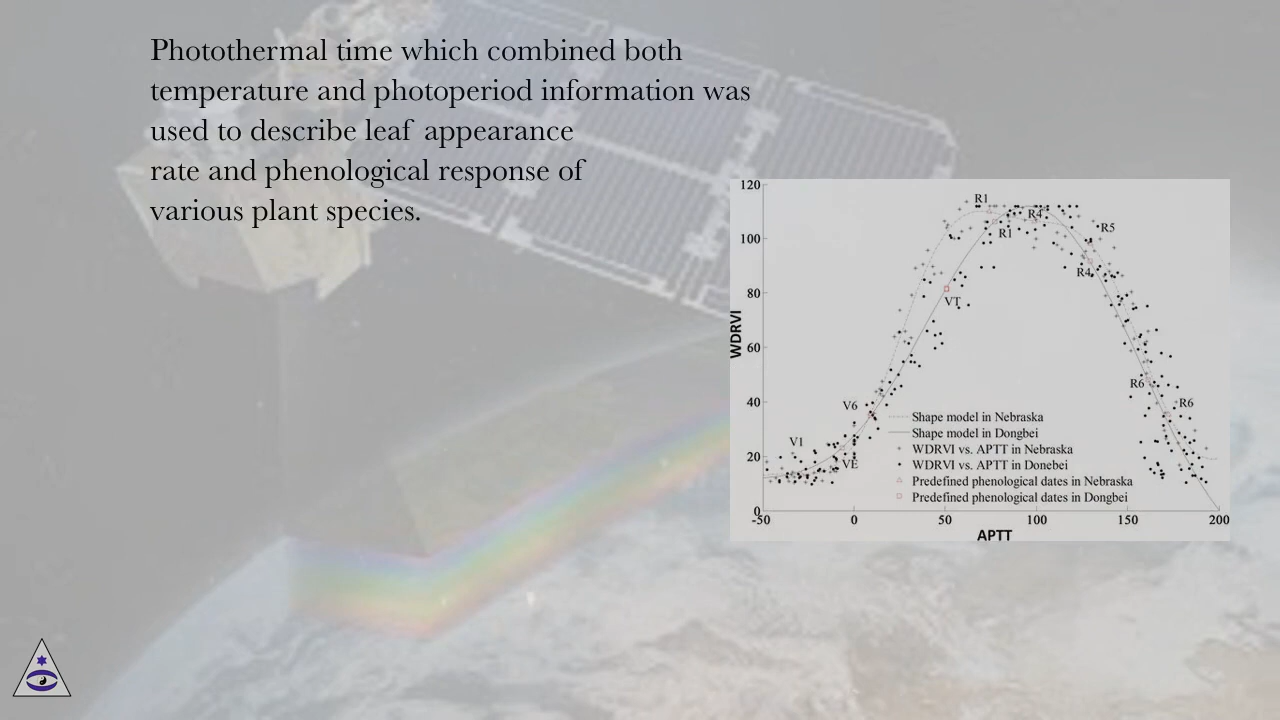 Photothermal time which combined both
temperature and photoperiod information was
used to describe leaf appearance
rate and phenological response of
various plant species.
120
100
80
60
40
20
0
WDRVI
R1
R4
R1
R5
R4
VT
V6
R6
R6
V1
VE
Shape model in Nebraska
Shape model in Dongbei
WDRVI vs. APTT in Nebraska
WDRVI vs. APTT in Donebei
Predefined phenological dates in Nebraska
Predefined phenological dates in Dongbei
-50 0 50 100 150 200
APTT